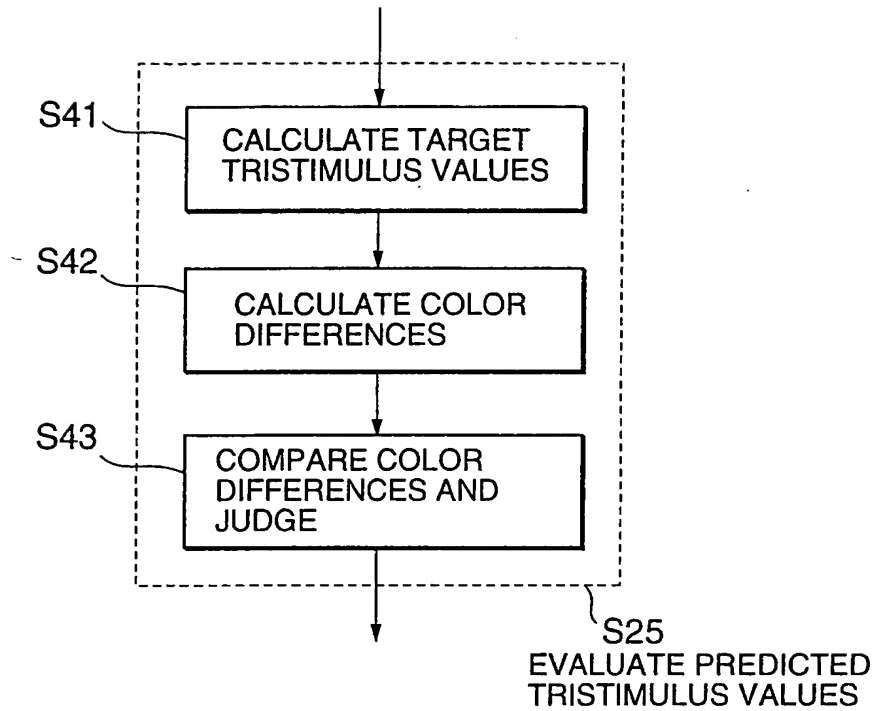 S41
CALCULATE TARGET
TRISTIMULUS VALUES
S42
CALCULATE COLOR
DIFFERENCES
S43
COMPARE COLOR
DIFFERENCES AND
JUDGE
S25
EVALUATE PREDICTED
TRISTIMULUS VALUES